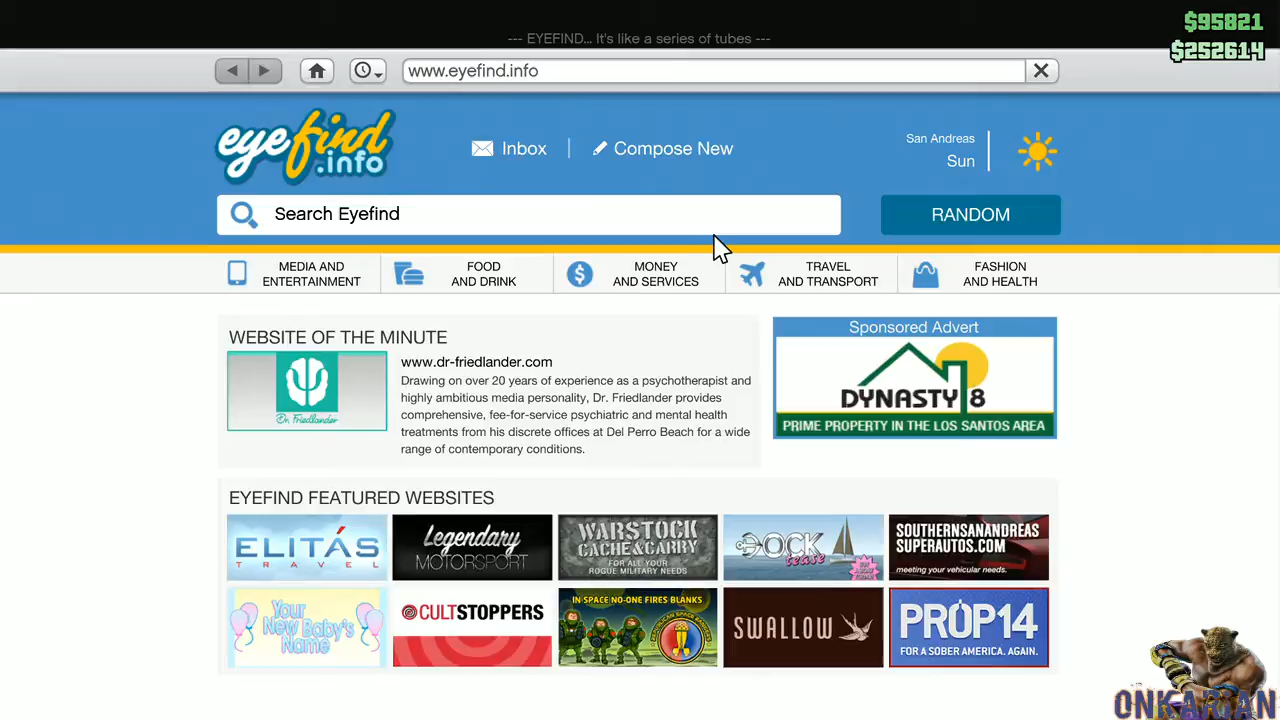 $95821
$252614
--- EYEFIND... It's like a series of tubes ---
www.eyefind.info
eyefind
.info
Inbox
Compose New
San Andreas
Sun
Search Eyefind
RANDOM
MEDIA AND
ENTERTAINMENT
FOOD
AND DRINK
MONEY
AND SERVICES
TRAVEL
AND TRANSPORT
FASHION
AND HEALTH
WEBSITE OF THE MINUTE
Dr. Friedlander
www.dr-friedlander.com
Drawing on over 20 years of experience as a psychotherapist and
highly ambitious media personality, Dr. Friedlander provides
comprehensive, fee-for-service psychiatric and mental health
treatments from his discrete offices at Del Perro Beach for a wide
range of contemporary conditions.
Sponsored Advert
DYNASTY 8
PRIME PROPERTY IN THE LOS SANTOS AREA
EYEFIND FEATURED WEBSITES
ELITÁS
TRAVEL
Legendary
MOTORSPORT
WARSTOCK
CACHE&CARRY
FOR ALL YOUR
ROGUE MILITARY NEEDS
DOCK
tease
SOUTHERNSANANDREAS
SUPERAUTOS.COM
meeting your vehicular needs.
Your
New Baby's
Name
CULTSTOPPERS
IN SPACE NO-ONE FIRES BLANKS
SWALLOW
PROP14
FOR A SOBER AMERICA. AGAIN.
ONKARIAN